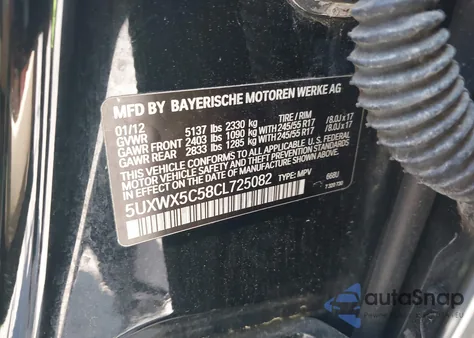 MFD BY BAYERISCHE MOTOREN WERKE AG
01/12 TIRE / RIM
GVWR 5137 lbs 2330 kg
GAWR FRONT 2403 lbs 1090 kg WITH 245/55 R17 / 8.0J x 17
GAWR REAR 2833 lbs 1285 kg WITH 245/55 R17 / 8.0J x 17
THIS VEHICLE CONFORMS TO ALL APPLICABLE U.S. FEDERAL
MOTOR VEHICLE SAFETY STANDARDS IN EFFECT ON THE DATE OF MANUFACTURE SHOWN ABOVE.
5UXWX5C58CL725082 TYPE: MPV
668U
autoSnap